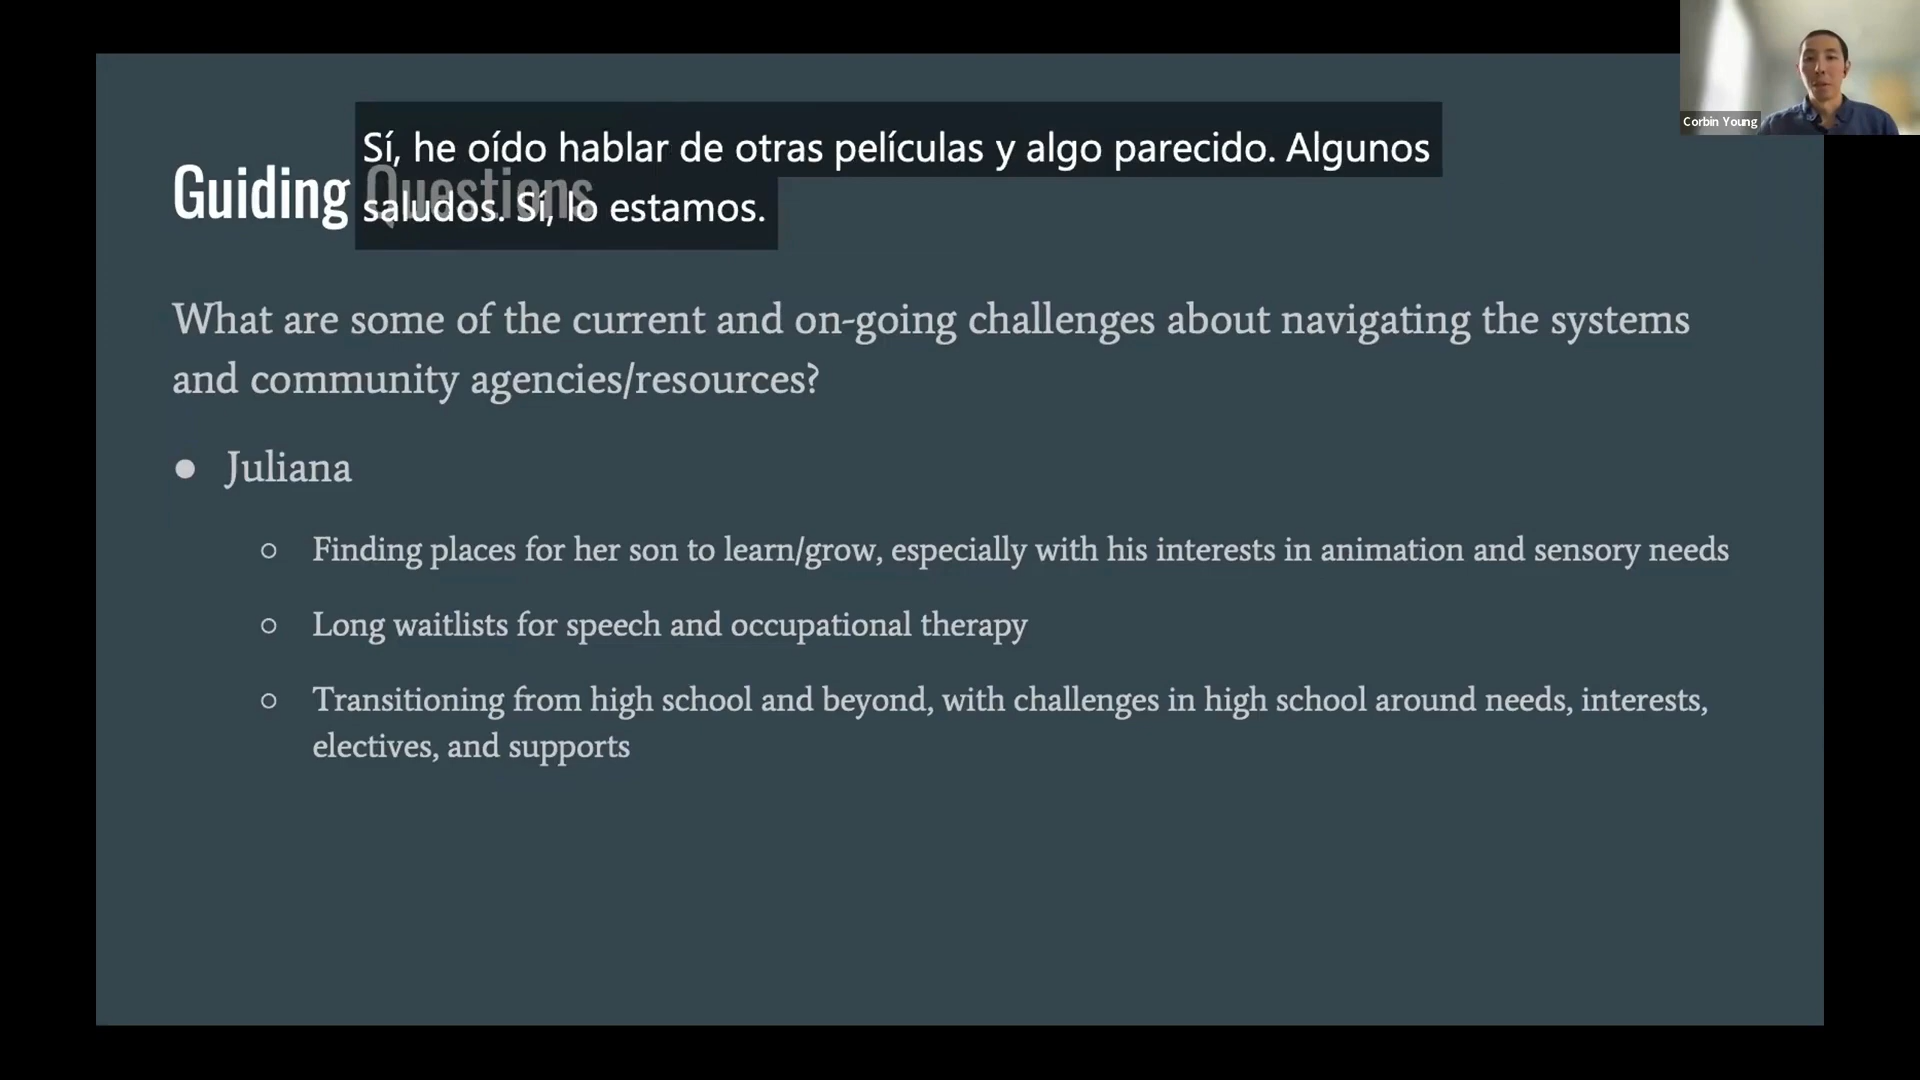 Corbin Young
Sí, he oído hablar de otras películas y algo parecido. Algunos
saludos. Sí, lo estamos.
Guiding Questions
What are some of the current and on-going challenges about navigating the systems
and community agencies/resources?
● Juliana
○ Finding places for her son to learn/grow, especially with his interests in animation and sensory needs
○ Long waitlists for speech and occupational therapy
○ Transitioning from high school and beyond, with challenges in high school around needs, interests,
electives, and supports